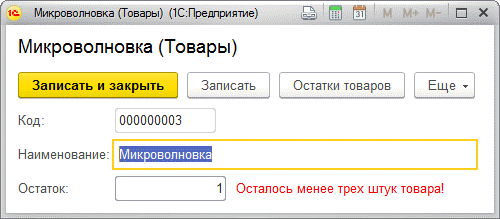 Микроволновка (Товары) (1С:Предприятие)
M M+ M-
Микроволновка (Товары)
Записать и закрыть Записать Остатки товаров Еще
Код: 000000003
Наименование: Микроволновка
Остаток: 1 Осталось менее трех штук товара!